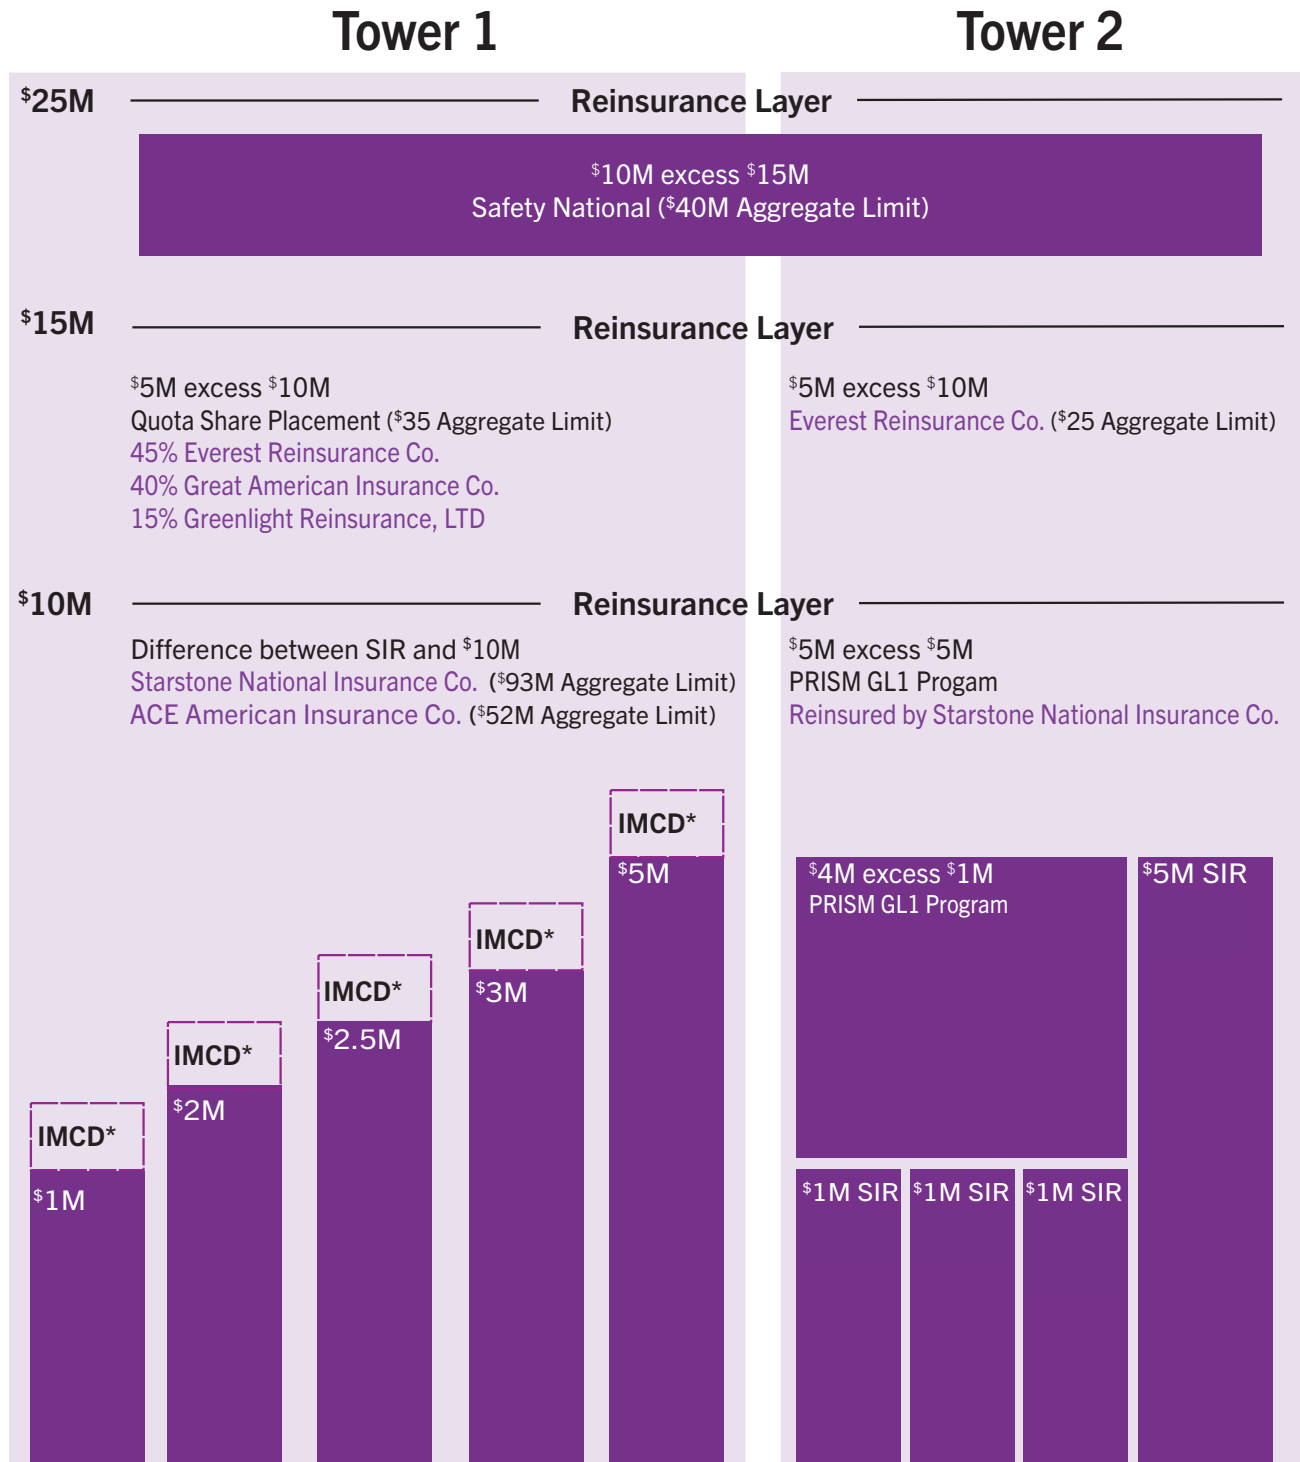 Tower 1
Tower 2
$25M
Reinsurance Layer
$10M excess $15M
Safety National ($40M Aggregate Limit)
$15M
Reinsurance Layer
$5M excess $10M
Quota Share Placement ($35 Aggregate Limit)
45% Everest Reinsurance Co.
40% Great American Insurance Co.
15% Greenlight Reinsurance, LTD
$5M excess $10M
Everest Reinsurance Co. ($25 Aggregate Limit)
$10M
Reinsurance Layer
Difference between SIR and $10M
Starstone National Insurance Co. ($93M Aggregate Limit)
ACE American Insurance Co. ($52M Aggregate Limit)
$5M excess $5M
PRISM GL1 Progam
Reinsured by Starstone National Insurance Co.
IMCD*
$1M
IMCD*
$2M
IMCD*
$2.5M
IMCD*
$3M
IMCD*
$5M
$4M excess $1M
PRISM GL1 Program
$5M SIR
$1M SIR
$1M SIR
$1M SIR